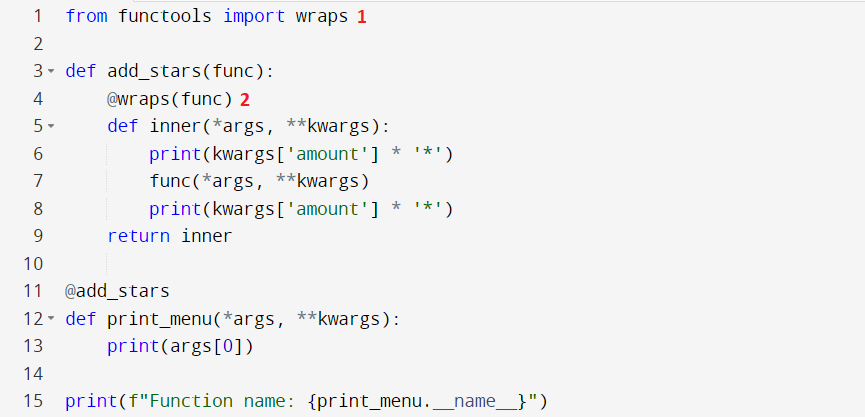 1 from functools import wraps 1
2
3 def add_stars(func):
4     @wraps(func) 2
5     def inner(*args, **kwargs):
6         print(kwargs['amount'] * '*')
7         func(*args, **kwargs)
8         print(kwargs['amount'] * '*')
9     return inner
10
11 @add_stars
12 def print_menu(*args, **kwargs):
13     print(args[0])
14
15 print(f"Function name: {print_menu.__name__}")